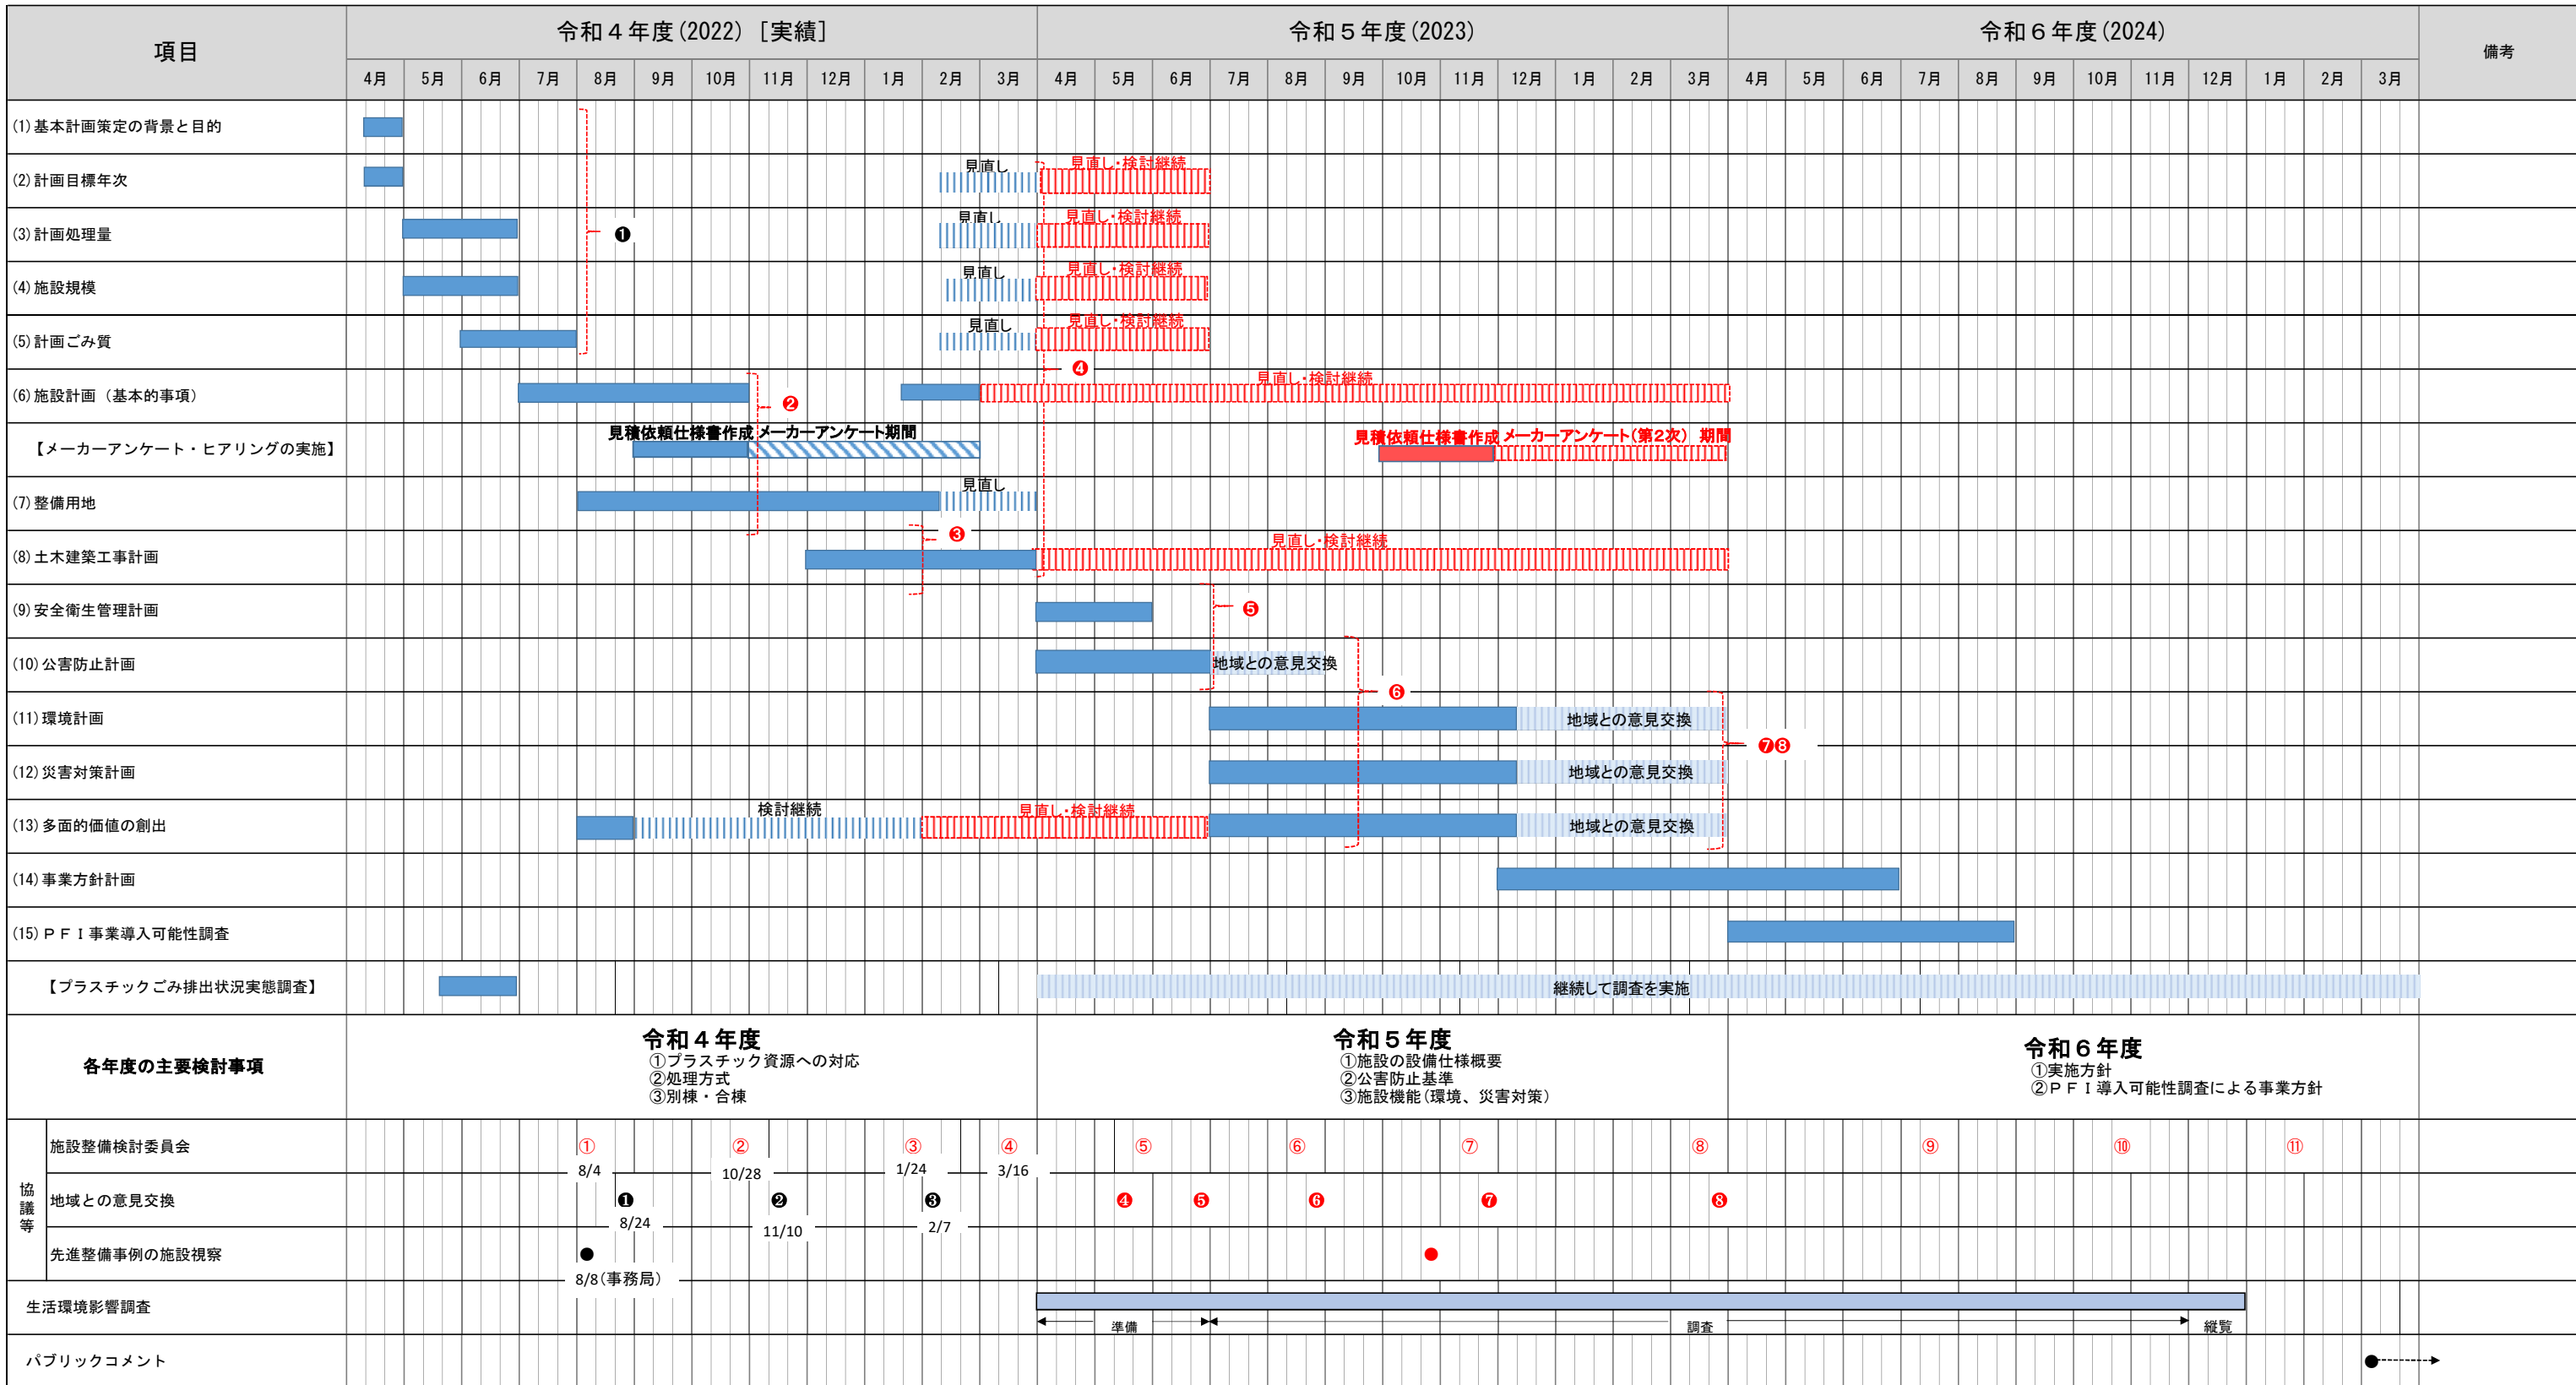 項目
令和４年度(2022)［実績］
令和５年度(2023)
令和６年度(2024)
備考
4月 5月 6月 7月 8月 9月 10月 11月 12月 1月 2月 3月 4月 5月 6月 7月 8月 9月 10月 11月 12月 1月 2月 3月 4月 5月 6月 7月 8月 9月 10月 11月 12月 1月 2月 3月
(1)基本計画策定の背景と目的
(2)計画目標年次
見直し
見直し・検討継続
(3)計画処理量
❶
見直し
見直し・検討継続
(4)施設規模
見直し
見直し・検討継続
(5)計画ごみ質
見直し
見直し・検討継続
❹
(6)施設計画（基本的事項）
❷
見直し・検討継続
【メーカーアンケート・ヒアリングの実施】
見積依頼仕様書作成 メーカーアンケート期間
見積依頼仕様書作成 メーカーアンケート(第２次) 期間
(7)整備用地
見直し
❸
(8)土木建築工事計画
見直し・検討継続
(9)安全衛生管理計画
❺
(10)公害防止計画
地域との意見交換
❻
(11)環境計画
地域との意見交換
❼❽
(12)災害対策計画
地域との意見交換
(13)多面的価値の創出
検討継続
見直し・検討継続
地域との意見交換
(14)事業方針計画
(15)ＰＦＩ事業導入可能性調査
【プラスチックごみ排出状況実態調査】
継続して調査を実施
各年度の主要検討事項
令和４年度
①プラスチック資源への対応
②処理方式
③別棟・合棟
令和５年度
①施設の設備仕様概要
②公害防止基準
③施設機能(環境、災害対策)
令和６年度
①実施方針
②ＰＦＩ導入可能性調査による事業方針
協議等
施設整備検討委員会
① ② ③ ④ ⑤ ⑥ ⑦ ⑧ ⑨ ⑩ ⑪
8/4 10/28 1/24 3/16
地域との意見交換
❶ ❷ ❸ ❹ ❺ ❻ ❼ ❽
8/24 11/10 2/7
先進整備事例の施設視察
● ●
8/8(事務局)
生活環境影響調査
準備 調査 縦覧
パブリックコメント
●